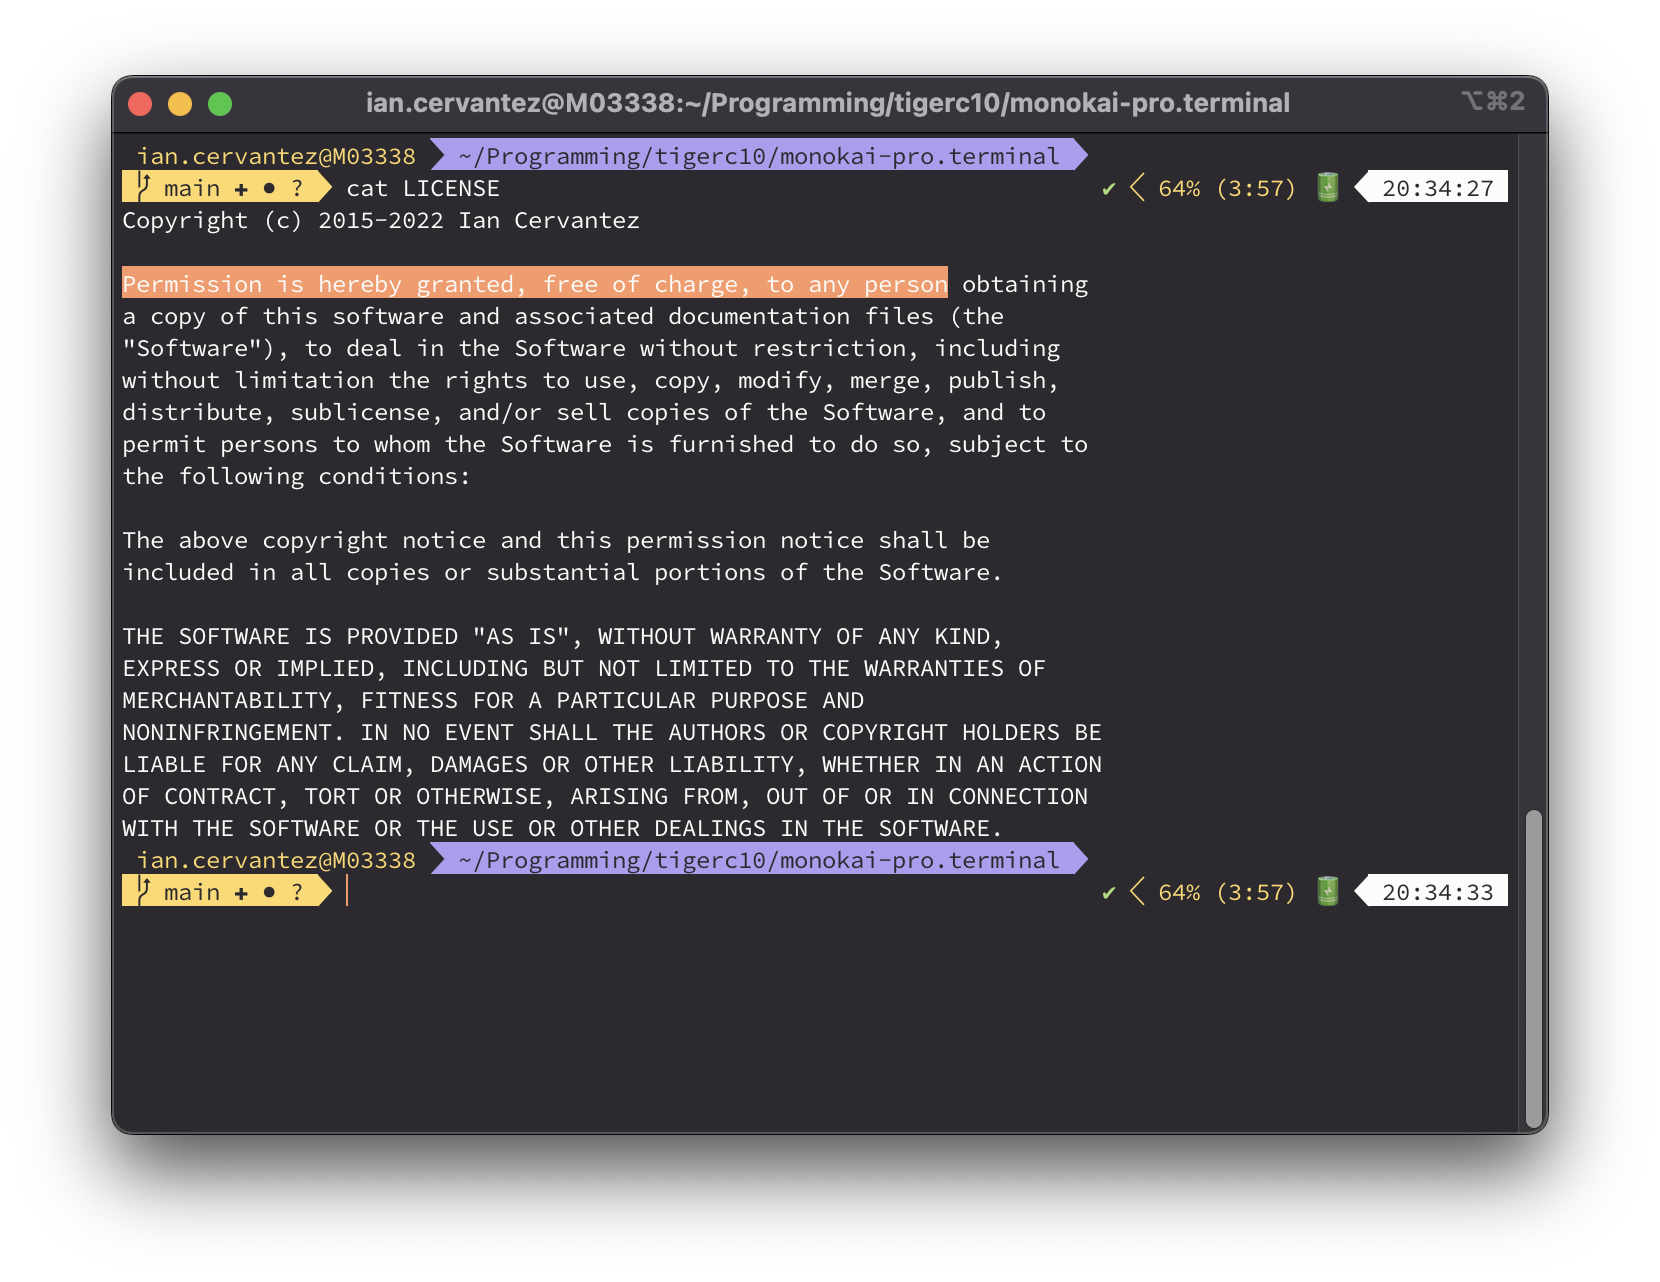 ian.cervantez@M03338:~/Programming/tigerc10/monokai-pro.terminal ⌥⌘2
ian.cervantez@M03338 ~/Programming/tigerc10/monokai-pro.terminal
main ✚ ● ? cat LICENSE ✔ 64% (3:57) 20:34:27
Copyright (c) 2015-2022 Ian Cervantez
Permission is hereby granted, free of charge, to any person obtaining
a copy of this software and associated documentation files (the
"Software"), to deal in the Software without restriction, including
without limitation the rights to use, copy, modify, merge, publish,
distribute, sublicense, and/or sell copies of the Software, and to
permit persons to whom the Software is furnished to do so, subject to
the following conditions:
The above copyright notice and this permission notice shall be
included in all copies or substantial portions of the Software.
THE SOFTWARE IS PROVIDED "AS IS", WITHOUT WARRANTY OF ANY KIND,
EXPRESS OR IMPLIED, INCLUDING BUT NOT LIMITED TO THE WARRANTIES OF
MERCHANTABILITY, FITNESS FOR A PARTICULAR PURPOSE AND
NONINFRINGEMENT. IN NO EVENT SHALL THE AUTHORS OR COPYRIGHT HOLDERS BE
LIABLE FOR ANY CLAIM, DAMAGES OR OTHER LIABILITY, WHETHER IN AN ACTION
OF CONTRACT, TORT OR OTHERWISE, ARISING FROM, OUT OF OR IN CONNECTION
WITH THE SOFTWARE OR THE USE OR OTHER DEALINGS IN THE SOFTWARE.
ian.cervantez@M03338 ~/Programming/tigerc10/monokai-pro.terminal
main ✚ ● ? ✔ 64% (3:57) 20:34:33